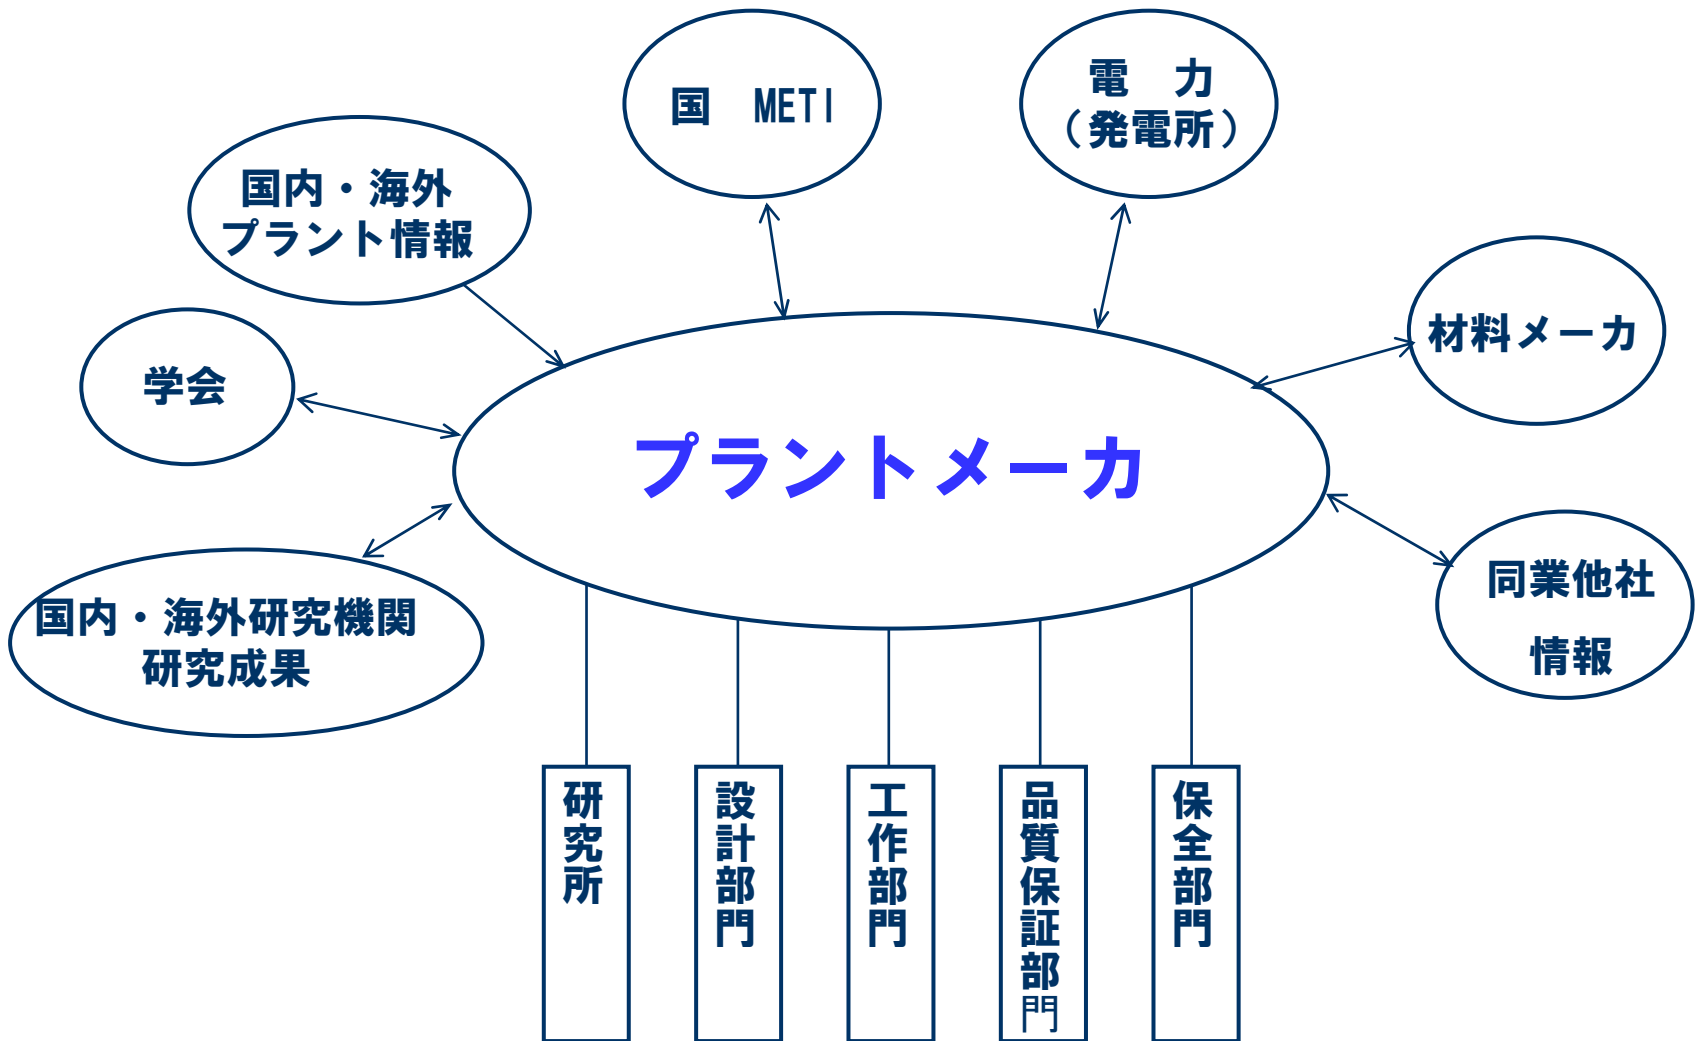 国 METI
電 力
（発電所）
国内・海外
プラント情報
材料メーカ
学会
プラントメーカ
同業他社
情報
国内・海外研究機関
研究成果
研究所
設計部門
工作部門
品質保証部門
保全部門